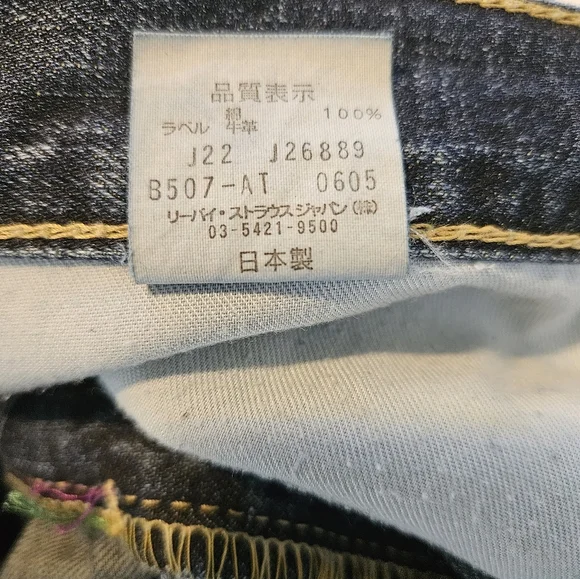 品質表示
綿 100%
ラベル 牛革
J22 J26889
B507-AT 0605
リーバイ・ストラウスジャパン(株)
03-5421-9500
日本製